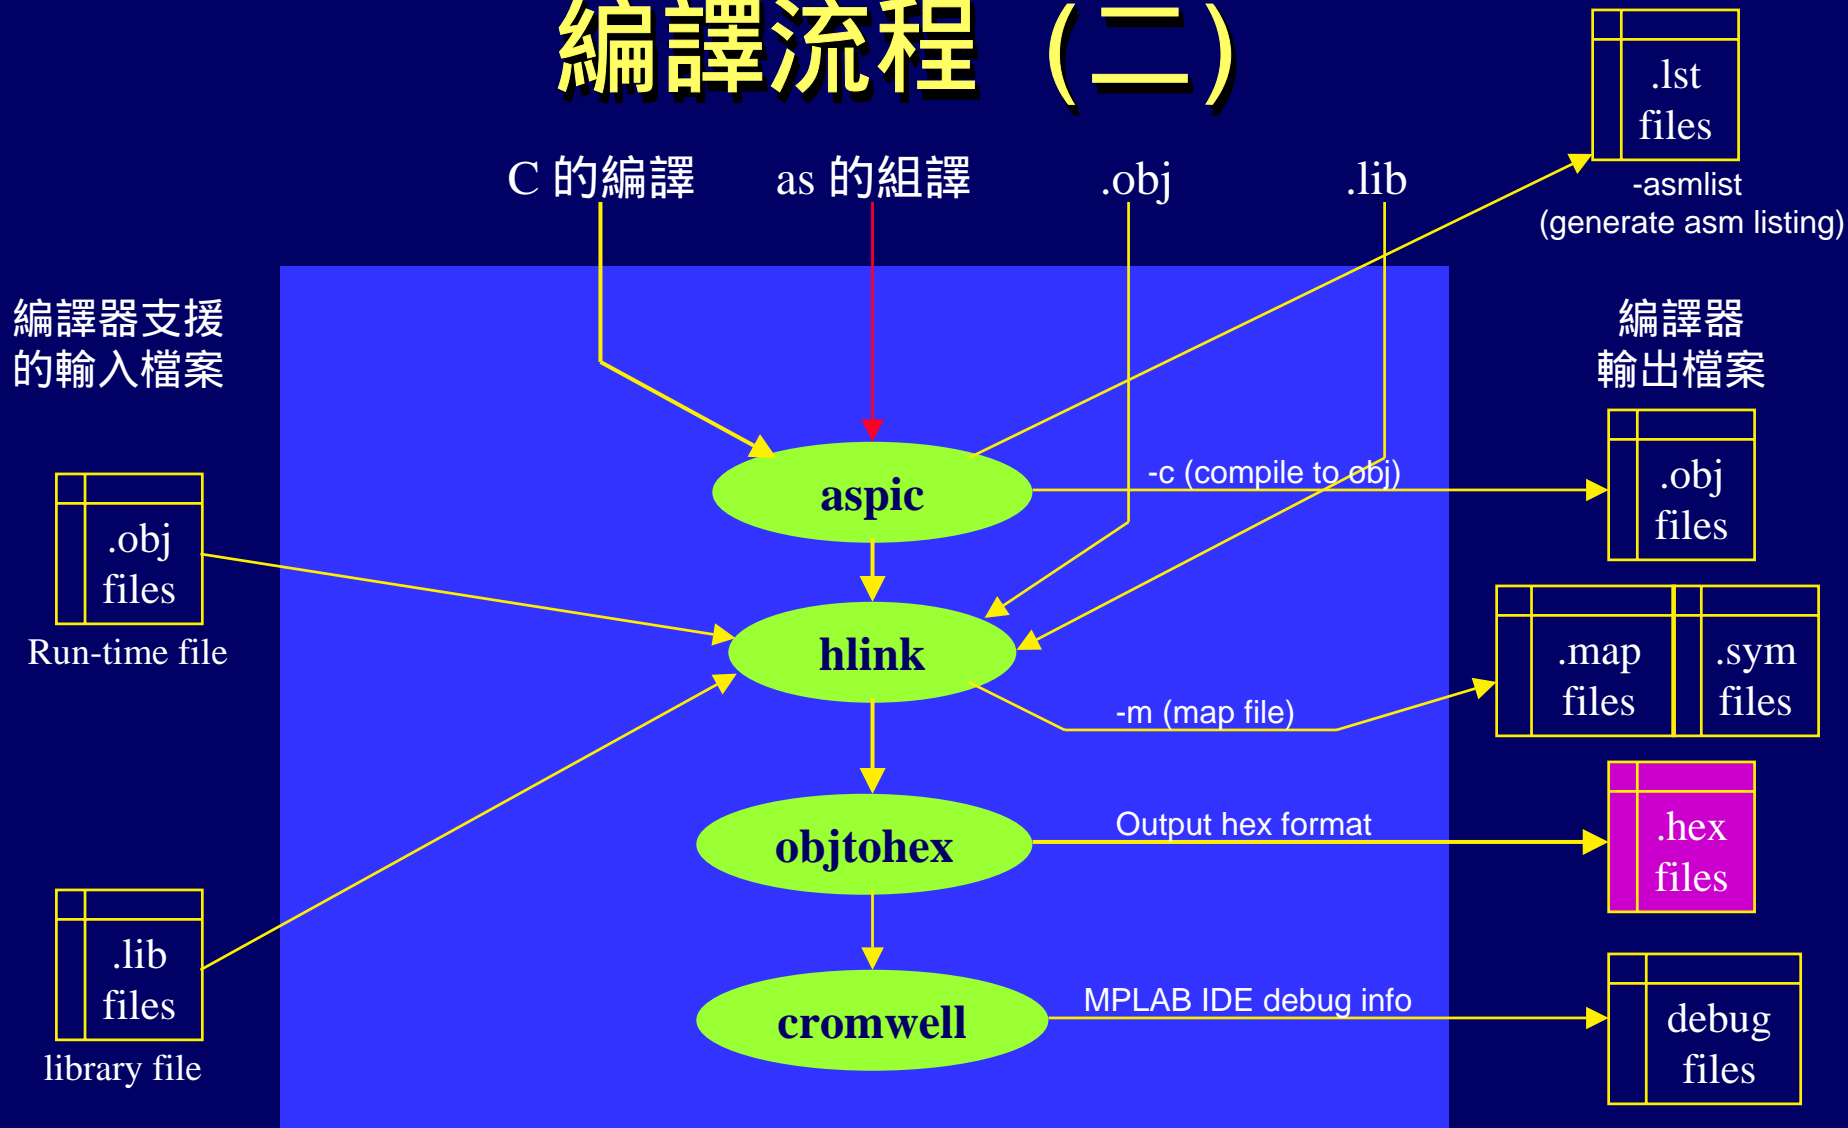 編譯流程 (二)
.lst
files
-asmlist
(generate asm listing)
C 的編譯
as 的組譯
.obj
.lib
編譯器支援
的輸入檔案
編譯器
輸出檔案
aspic
-c (compile to obj)
.obj
files
.obj
files
Run-time file
hlink
-m (map file)
.map
files
.sym
files
objtohex
Output hex format
.hex
files
.lib
files
library file
cromwell
MPLAB IDE debug info
debug
files